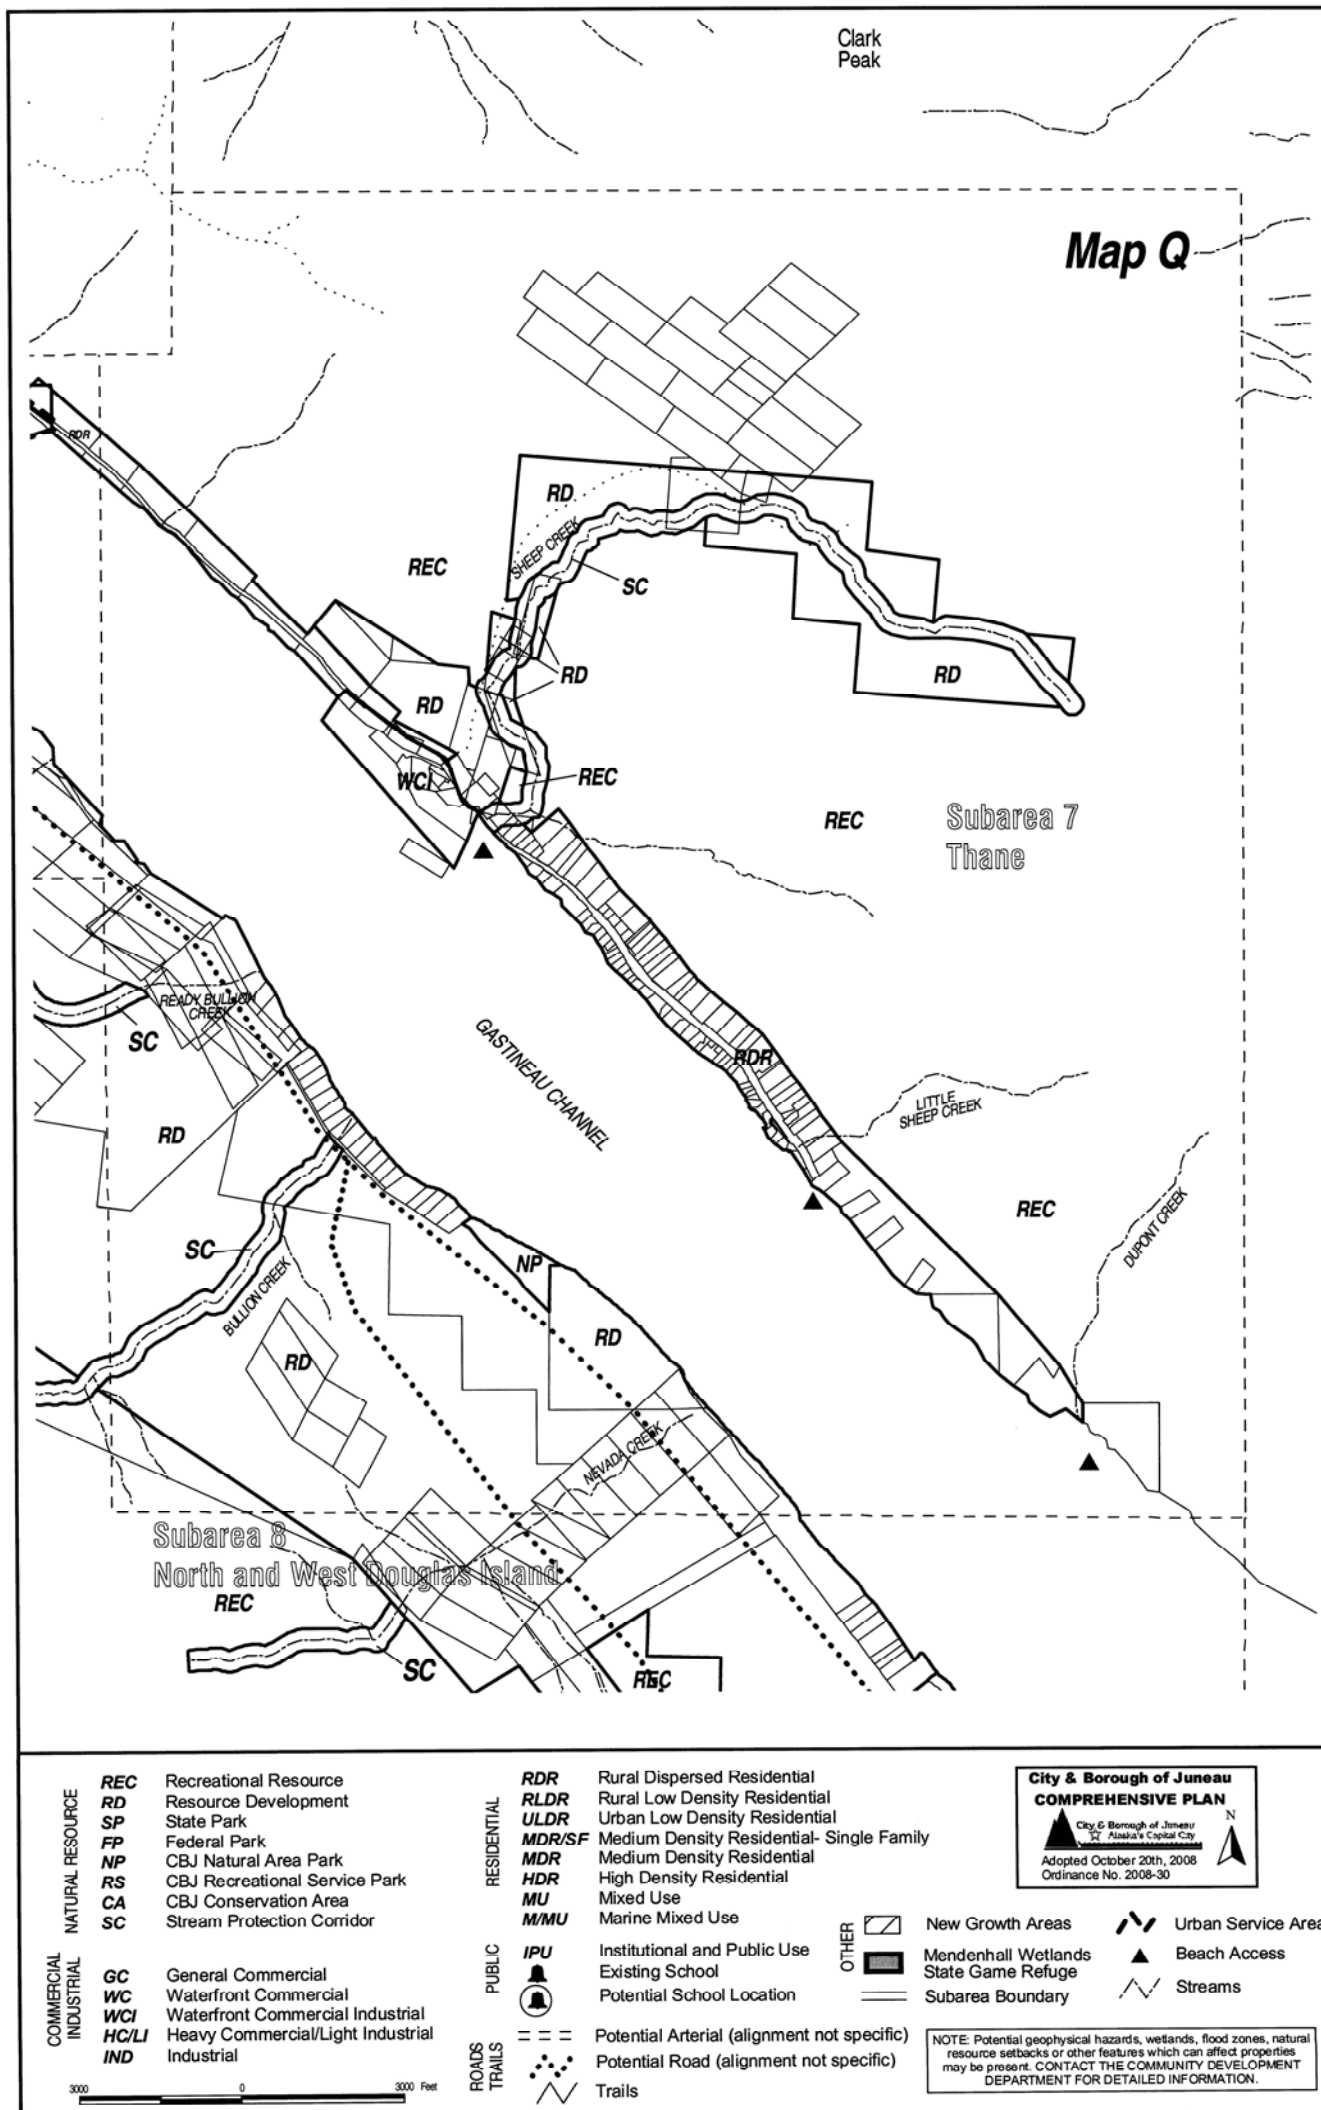 Clark
Peak
Map Q
RDR
RD
SHEEP CREEK
REC
SC
RD
RD
RD
WCI
REC
REC
Subarea 7
Thane
READY BULLION
CREEK
SC
GASTINEAU CHANNEL
RDR
LITTLE
SHEEP CREEK
RD
REC
DUPONT CREEK
SC
BULLION CREEK
NP
RD
RD
NEVADA CREEK
Subarea 8
North and West Douglas Island
REC
SC
REC
NATURAL RESOURCE
REC Recreational Resource
RD Resource Development
SP State Park
FP Federal Park
NP CBJ Natural Area Park
RS CBJ Recreational Service Park
CA CBJ Conservation Area
SC Stream Protection Corridor
COMMERCIAL
INDUSTRIAL
GC General Commercial
WC Waterfront Commercial
WCI Waterfront Commercial Industrial
HC/LI Heavy Commercial/Light Industrial
IND Industrial
3000 0 3000 Feet
RESIDENTIAL
RDR Rural Dispersed Residential
RLDR Rural Low Density Residential
ULDR Urban Low Density Residential
MDR/SF Medium Density Residential- Single Family
MDR Medium Density Residential
HDR High Density Residential
MU Mixed Use
M/MU Marine Mixed Use
PUBLIC
IPU Institutional and Public Use
Existing School
Potential School Location
ROADS
TRAILS
Potential Arterial (alignment not specific)
Potential Road (alignment not specific)
Trails
City & Borough of Juneau
COMPREHENSIVE PLAN
City & Borough of Juneau
Alaska's Capital City
N
Adopted October 20th, 2008
Ordinance No. 2008-30
OTHER
New Growth Areas
Mendenhall Wetlands
State Game Refuge
Subarea Boundary
Urban Service Area
Beach Access
Streams
NOTE: Potential geophysical hazards, wetlands, flood zones, natural
resource setbacks or other features which can affect properties
may be present. CONTACT THE COMMUNITY DEVELOPMENT
DEPARTMENT FOR DETAILED INFORMATION.